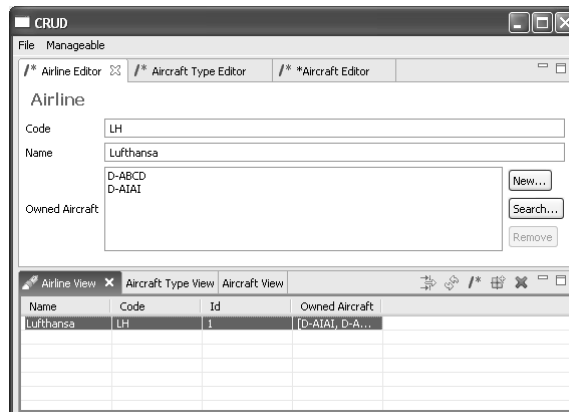 CRUD
File Manageable
/* Airline Editor /* Aircraft Type Editor /* *Aircraft Editor
Airline
Code LH
Name Lufthansa
D-ABCD
D-AIAI
New...
Owned Aircraft Search...
Remove
Airline View Aircraft Type View Aircraft View /*
Name Code Id Owned Aircraft
Lufthansa LH 1 [D-AIAI, D-A...